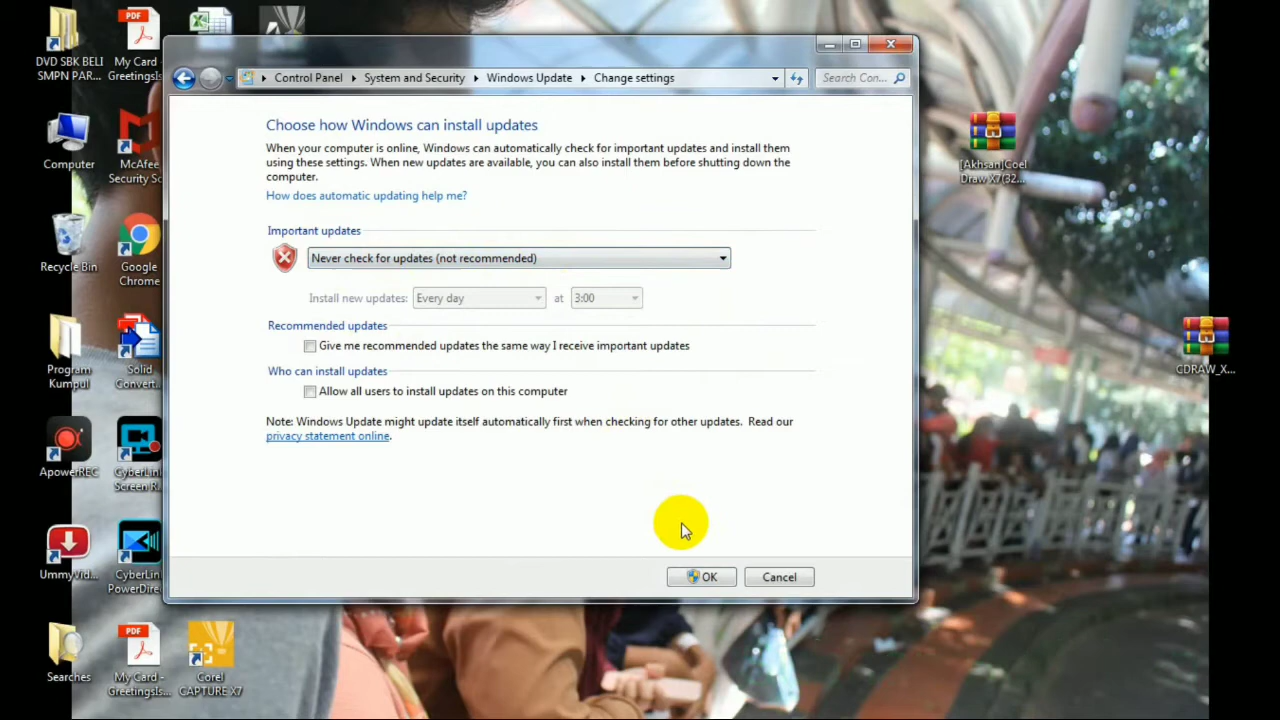 DVD SBK BELI
SMPN PAR...
My Card -
GreetingsIs...
Computer
McAfee
Security Sc
Recycle Bin
Google
Chrome
Program
Kumpul
Solid
Convert...
ApowerREC
CyberLink
Screen R...
UmmyVid...
CyberLink
PowerDire
Searches
My Card -
GreetingsIs...
Corel
CAPTURE X7
Control Panel
System and Security
Windows Update
Change settings
Search Con...
Choose how Windows can install updates
When your computer is online, Windows can automatically check for important updates and install them
using these settings. When new updates are available, you can also install them before shutting down the
computer.
How does automatic updating help me?
Important updates
Never check for updates (not recommended)
Install new updates: Every day at 3:00
Recommended updates
Give me recommended updates the same way I receive important updates
Who can install updates
Allow all users to install updates on this computer
Note: Windows Update might update itself automatically first when checking for other updates. Read our
privacy statement online.
OK
Cancel
[Akhsan]Coel
Draw X7(32...
CDRAW_X...